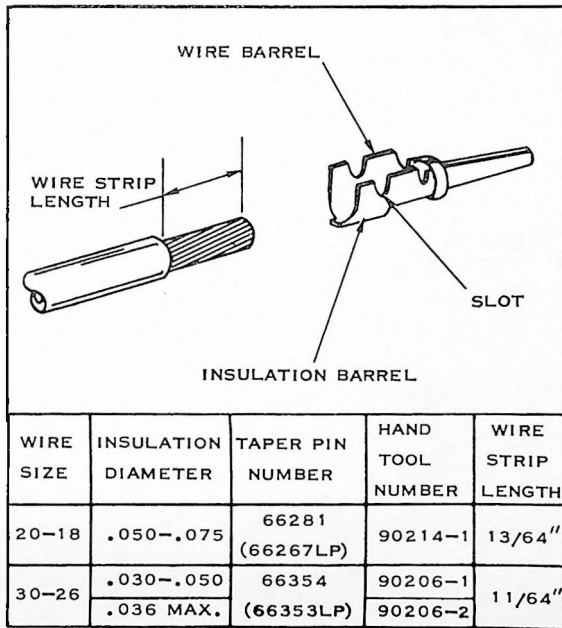 WIRE BARREL
WIRE STRIP
LENGTH
SLOT
INSULATION BARREL
WIRE SIZE | INSULATION DIAMETER | TAPER PIN NUMBER | HAND TOOL NUMBER | WIRE STRIP LENGTH
20-18 | .050-.075 | 66281 (66267LP) | 90214-1 | 13/64"
30-26 | .030-.050 | 66354 | 90206-1 | 11/64"
.036 MAX. | (66353LP) | 90206-2